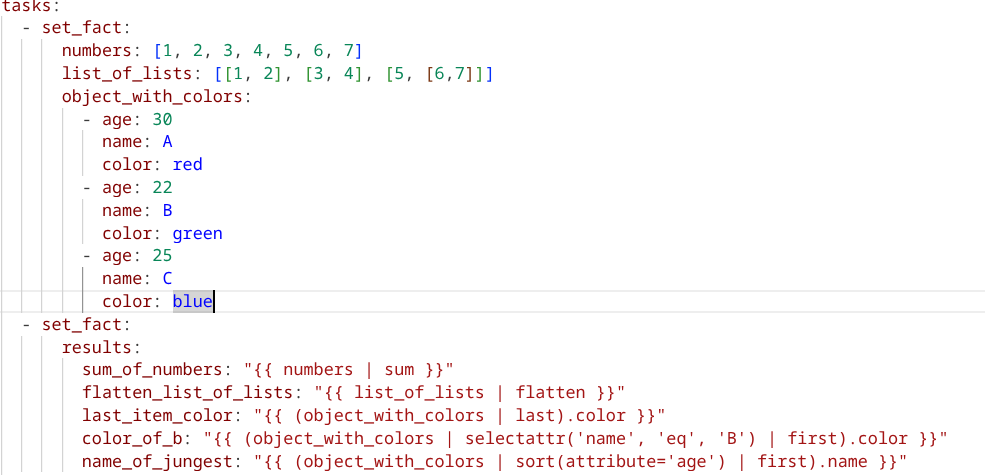 tasks:
  - set_fact:
      numbers: [1, 2, 3, 4, 5, 6, 7]
      list_of_lists: [[1, 2], [3, 4], [5, [6,7]]]
      object_with_colors:
        - age: 30
          name: A
          color: red
        - age: 22
          name: B
          color: green
        - age: 25
          name: C
          color: blue
  - set_fact:
      results:
        sum_of_numbers: "{{ numbers | sum }}"
        flatten_list_of_lists: "{{ list_of_lists | flatten }}"
        last_item_color: "{{ (object_with_colors | last).color }}"
        color_of_b: "{{ (object_with_colors | selectattr('name', 'eq', 'B') | first).color }}"
        name_of_jungest: "{{ (object_with_colors | sort(attribute='age') | first).name }}"